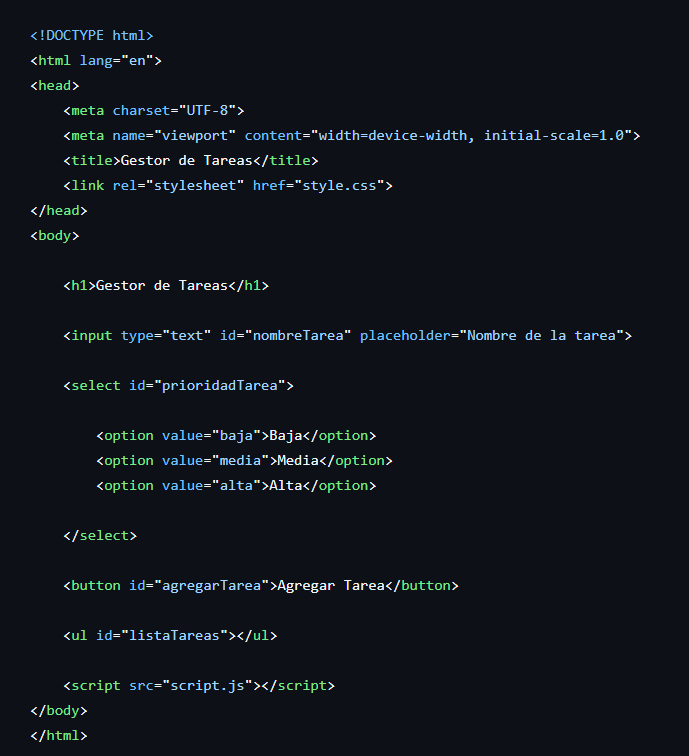 <!DOCTYPE html>
<html lang="en">
<head>
    <meta charset="UTF-8">
    <meta name="viewport" content="width=device-width, initial-scale=1.0">
    <title>Gestor de Tareas</title>
    <link rel="stylesheet" href="style.css">
</head>
<body>

    <h1>Gestor de Tareas</h1>

    <input type="text" id="nombreTarea" placeholder="Nombre de la tarea">

    <select id="prioridadTarea">

        <option value="baja">Baja</option>
        <option value="media">Media</option>
        <option value="alta">Alta</option>

    </select>

    <button id="agregarTarea">Agregar Tarea</button>

    <ul id="listaTareas"></ul>

    <script src="script.js"></script>
</body>
</html>